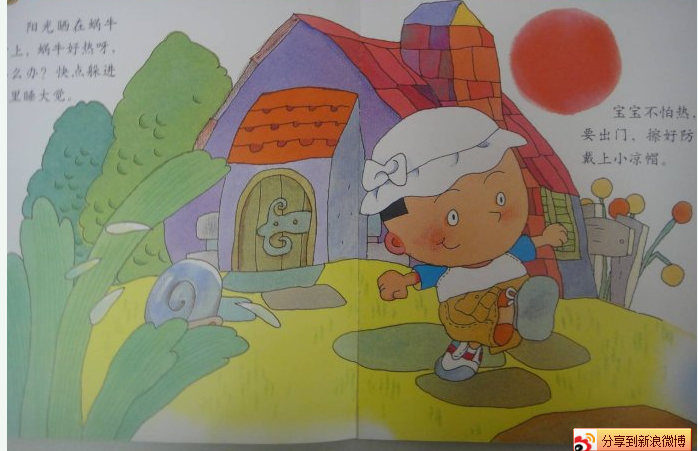 阳光晒在蜗牛
上，蜗牛好热呀，
么办？快点躲进
里睡大觉。
宝宝不怕热，
要出门，擦好防
戴上小凉帽。
分享到新浪微博